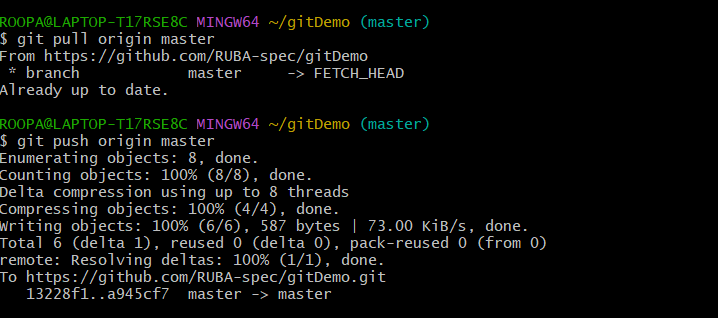 ROOPA@LAPTOP-T17RSE8C MINGW64 ~/gitDemo (master)
$ git pull origin master
From https://github.com/RUBA-spec/gitDemo
 * branch            master     -> FETCH_HEAD
Already up to date.

ROOPA@LAPTOP-T17RSE8C MINGW64 ~/gitDemo (master)
$ git push origin master
Enumerating objects: 8, done.
Counting objects: 100% (8/8), done.
Delta compression using up to 8 threads
Compressing objects: 100% (4/4), done.
Writing objects: 100% (6/6), 587 bytes | 73.00 KiB/s, done.
Total 6 (delta 1), reused 0 (delta 0), pack-reused 0 (from 0)
remote: Resolving deltas: 100% (1/1), done.
To https://github.com/RUBA-spec/gitDemo.git
   13228f1..a945cf7  master -> master